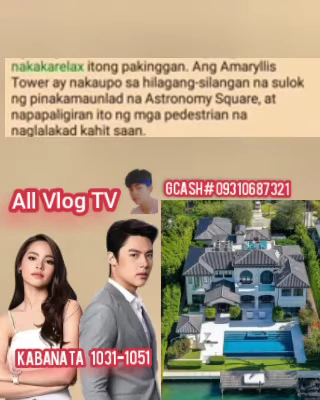 nakakarelax itong pakinggan. Ang Amaryllis
Tower ay nakaupo sa hilagang-silangan na sulok
ng pinakamaunlad na Astronomy Square, at
napapaligiran ito ng mga pedestrian na
naglalakad kahit saan.
All Vlog TV
GCASH# 09310687321
KABANATA 1031-1051